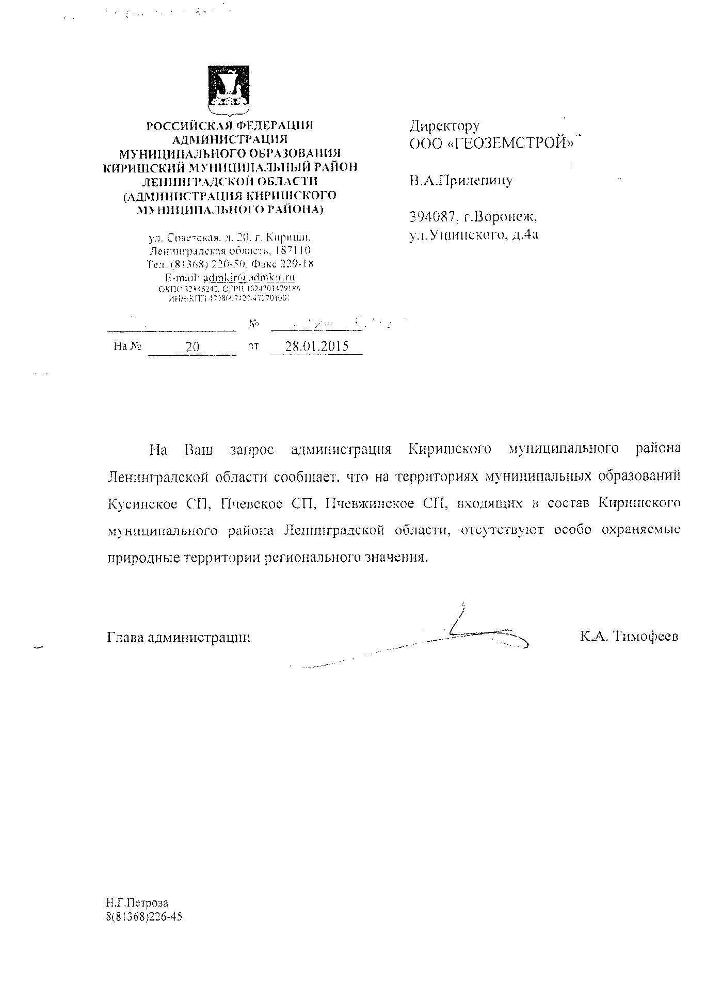 РОССИЙСКАЯ ФЕДЕРАЦИЯ
АДМИНИСТРАЦИЯ
МУНИЦИПАЛЬНОГО ОБРАЗОВАНИЯ
КИРИШСКИЙ МУНИЦИПАЛЬНЫЙ РАЙОН
ЛЕНИНГРАДСКОЙ ОБЛАСТИ
(АДМИНИСТРАЦИЯ КИРИШСКОГО
МУНИЦИПАЛЬНОГО РАЙОНА)
ул. Советская, д. 20, г. Кириши,
Ленинградская область, 187110
Тел. (81368) 220-50, Факс 229-18
E-mail: admkir@admkir.ru
ОКПО ОГРН 1024701479186
ИНН/КПП
№
На № 20 от 28.01.2015
Директору
ООО «ГЕОЗЕМСТРОЙ»
В.А.Прилепину
394087, г.Воронеж,
ул.Ушинского, д.4а
На Ваш запрос администрация Киришского муниципального района
Ленинградской области сообщает, что на территориях муниципальных образований
Кусинское СП, Пчевское СП, Пчевжинское СП, входящих в состав Киришского
муниципального района Ленинградской области, отсутствуют особо охраняемые
природные территории регионального значения.
Глава администрации К.А. Тимофеев
Н.Г.Петрова
8(81368)226-45